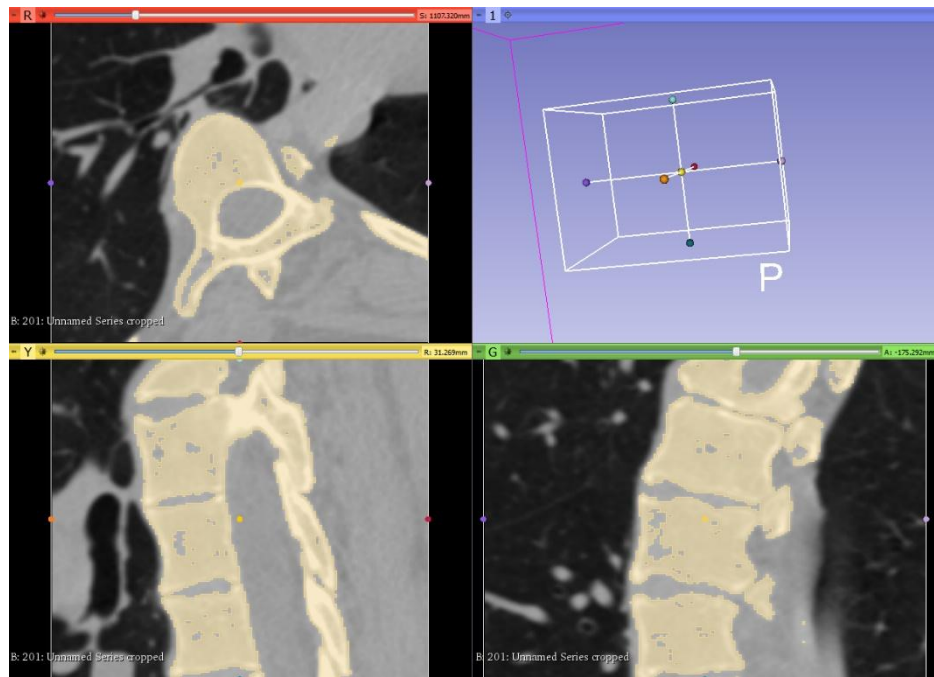 R S: 1107.320mm
1
B: 201: Unnamed Series cropped
P
Y R: 31.269mm
G A: -175.292mm
B: 201: Unnamed Series cropped
B: 201: Unnamed Series cropped